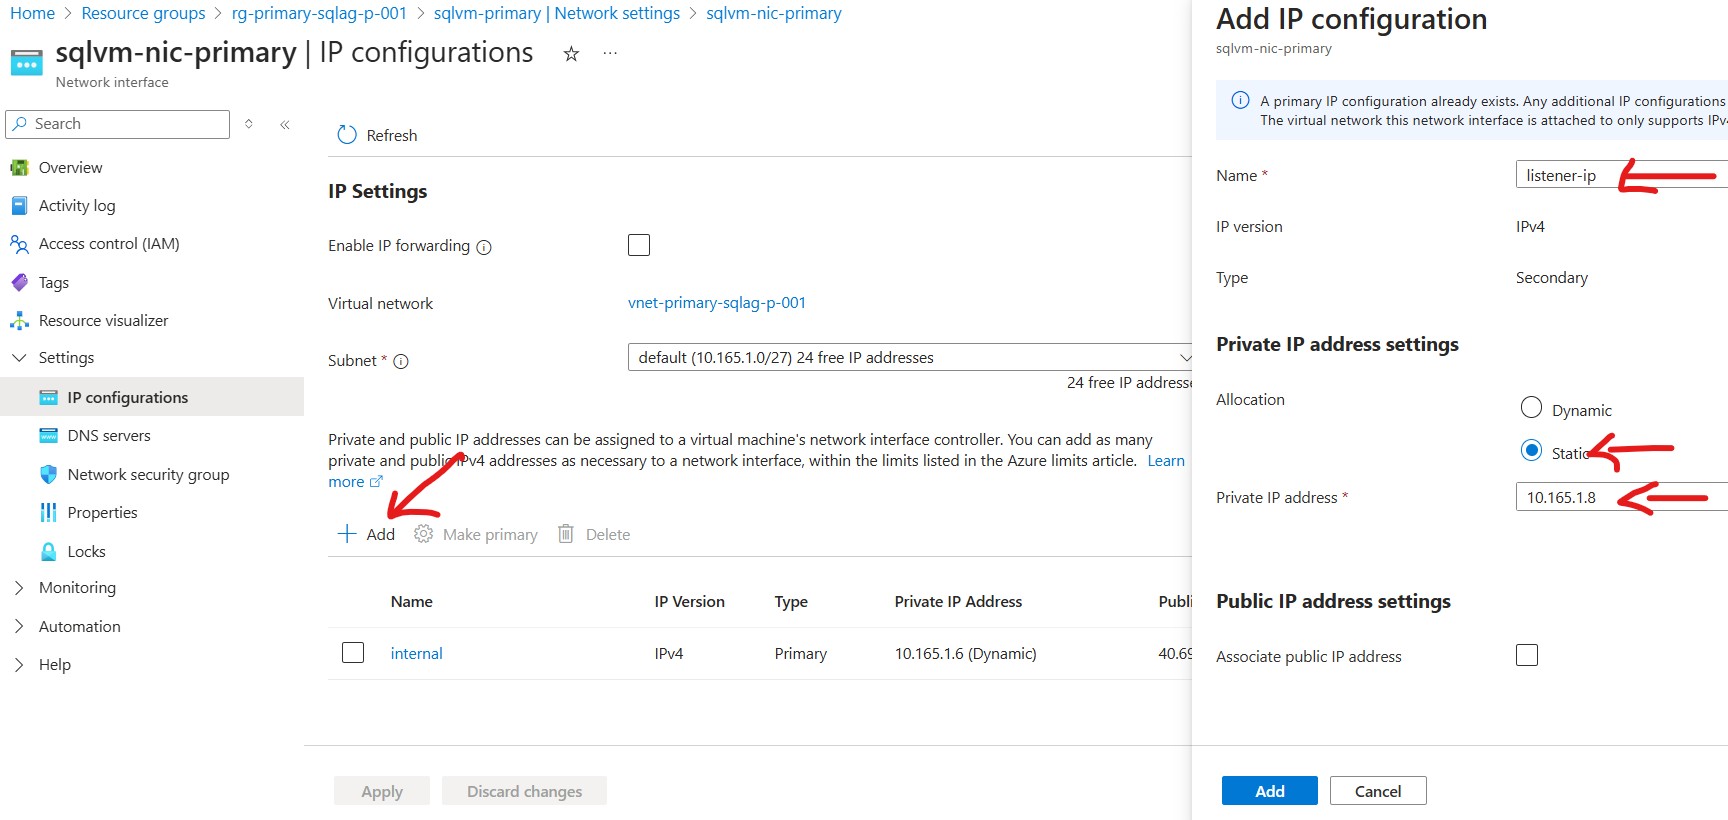 Home > Resource groups > rg-primary-sqlag-p-001 > sqlvm-primary | Network settings > sqlvm-nic-primary
sqlvm-nic-primary | IP configurations
Network interface
Search
Overview
Activity log
Access control (IAM)
Tags
Resource visualizer
Settings
IP configurations
DNS servers
Network security group
Properties
Locks
Monitoring
Automation
Help
Refresh
IP Settings
Enable IP forwarding
Virtual network
vnet-primary-sqlag-p-001
Subnet *
default (10.165.1.0/27) 24 free IP addresses
24 free IP addresse
Private and public IP addresses can be assigned to a virtual machine's network interface controller. You can add as many
private and public IPv4 addresses as necessary to a network interface, within the limits listed in the Azure limits article. Learn
more
Add Make primary Delete
Name IP Version Type Private IP Address Publi
internal IPv4 Primary 10.165.1.6 (Dynamic) 40.69
Apply Discard changes
Add IP configuration
sqlvm-nic-primary
A primary IP configuration already exists. Any additional IP configurations
The virtual network this network interface is attached to only supports IPv4
Name *
listener-ip
IP version
IPv4
Type
Secondary
Private IP address settings
Allocation
Dynamic
Static
Private IP address *
10.165.1.8
Public IP address settings
Associate public IP address
Add Cancel